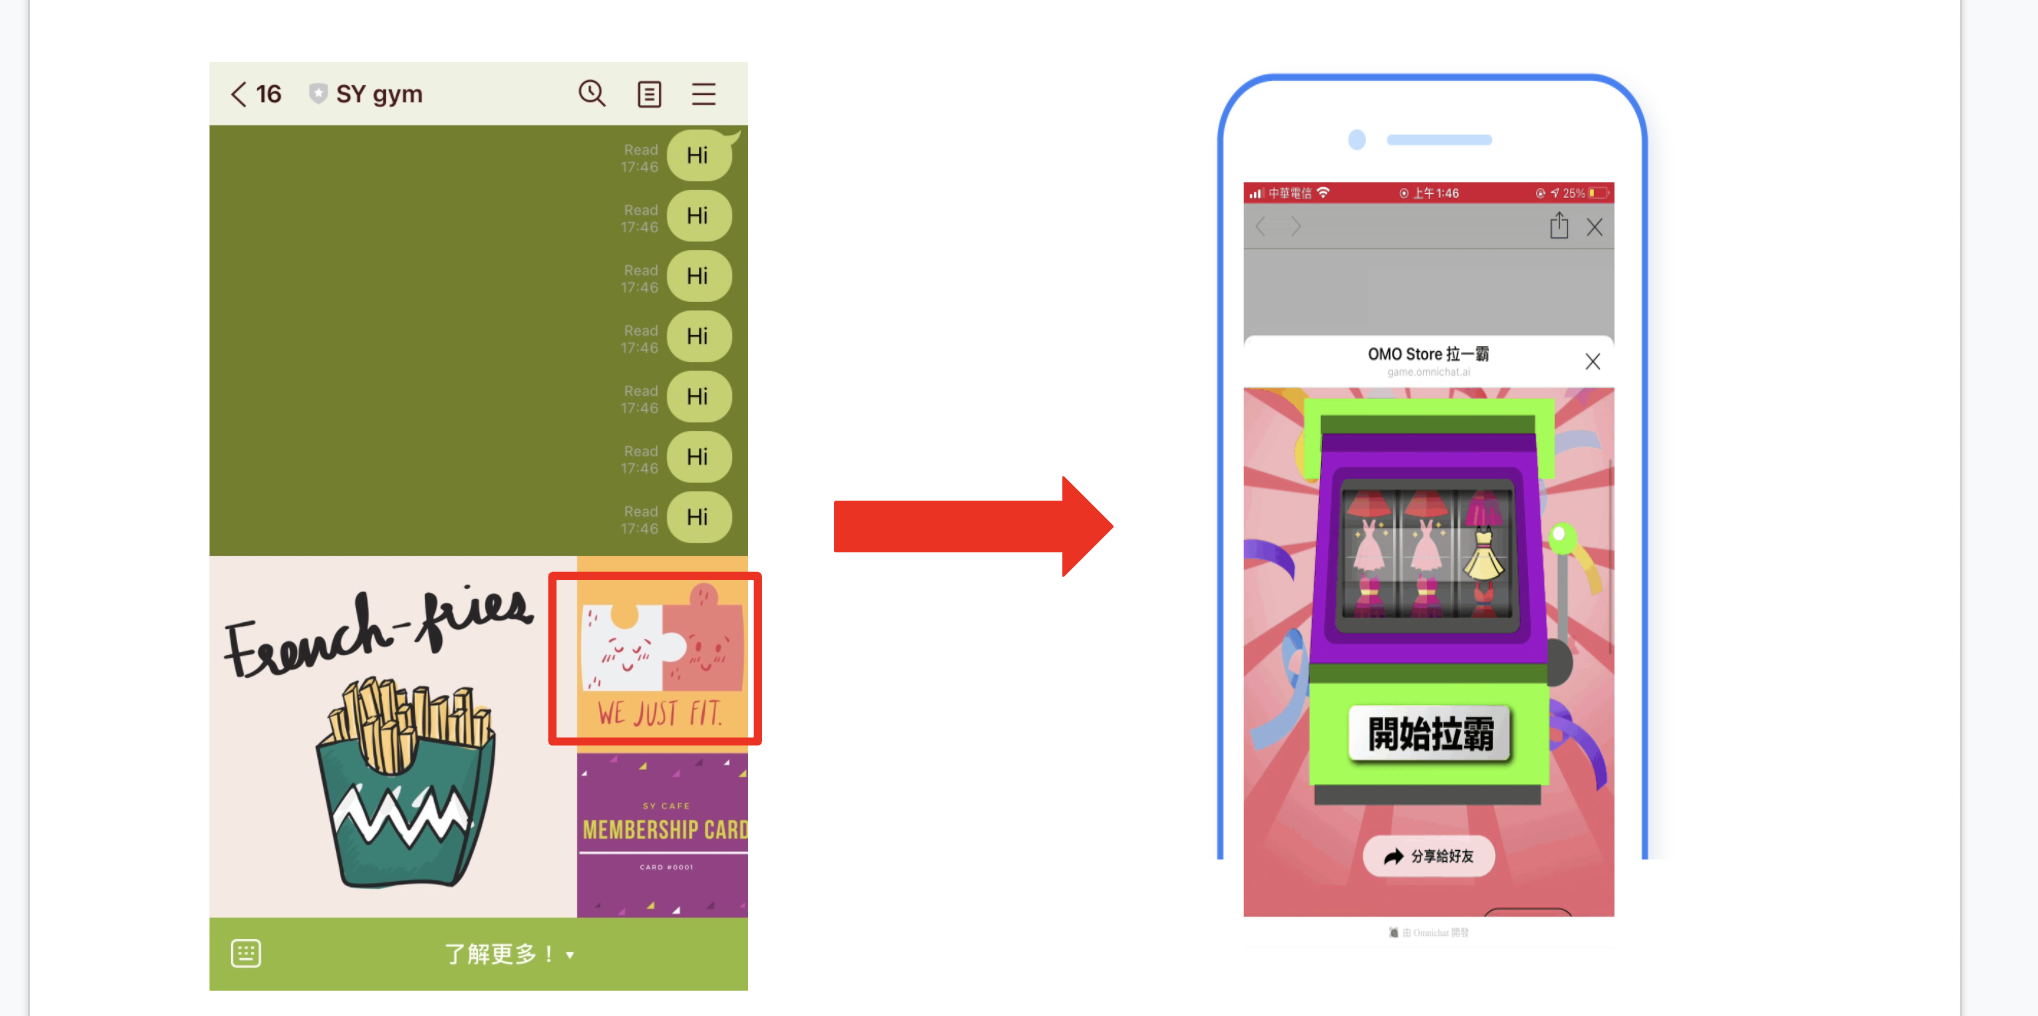 16 SY gym
Read
17:46
Hi
Read
17:46
Hi
Read
17:46
Hi
Read
17:46
Hi
Read
17:46
Hi
Read
17:46
Hi
Read
17:46
Hi
French-fries
WE JUST FIT.
SY CAFE
MEMBERSHIP CARD
CARD #0001
了解更多！▼
中華電信 上午1:46 25%
OMO Store 拉一霸
game.omnichat.ai
開始拉霸
分享給好友
由 Omnichat 開發